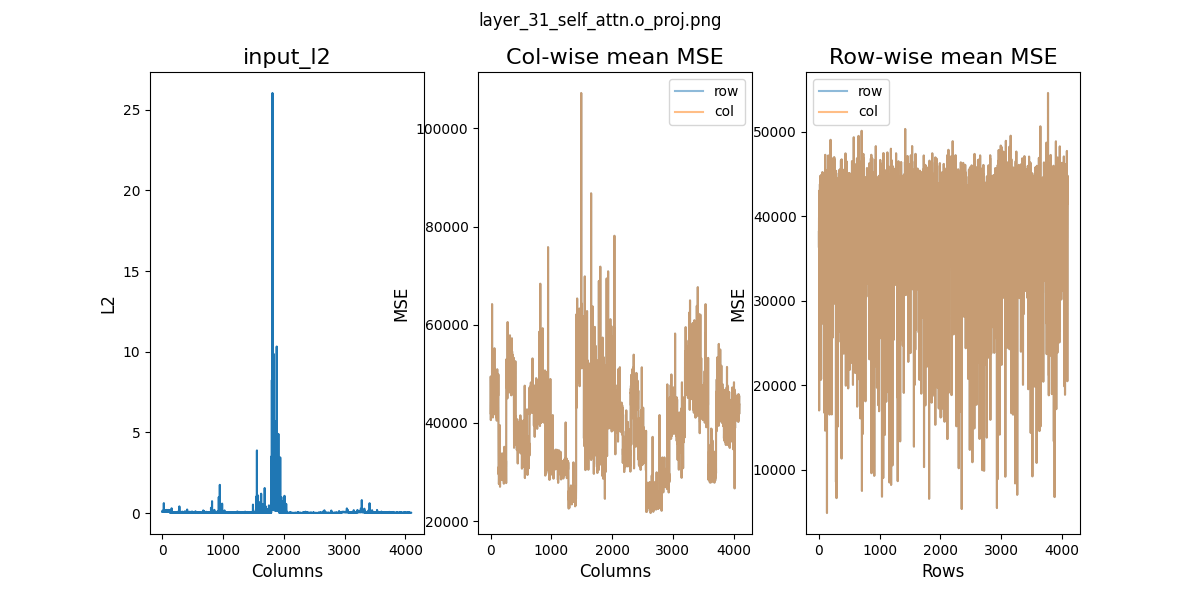 layer_31_self_attn.o_proj.png
input_l2
L2
25
20
15
10
5
0
0 1000 2000 3000 4000
Columns
Col-wise mean MSE
row
col
MSE
100000
80000
60000
40000
20000
0 1000 2000 3000 4000
Columns
Row-wise mean MSE
row
col
MSE
50000
40000
30000
20000
10000
0 1000 2000 3000 4000
Rows